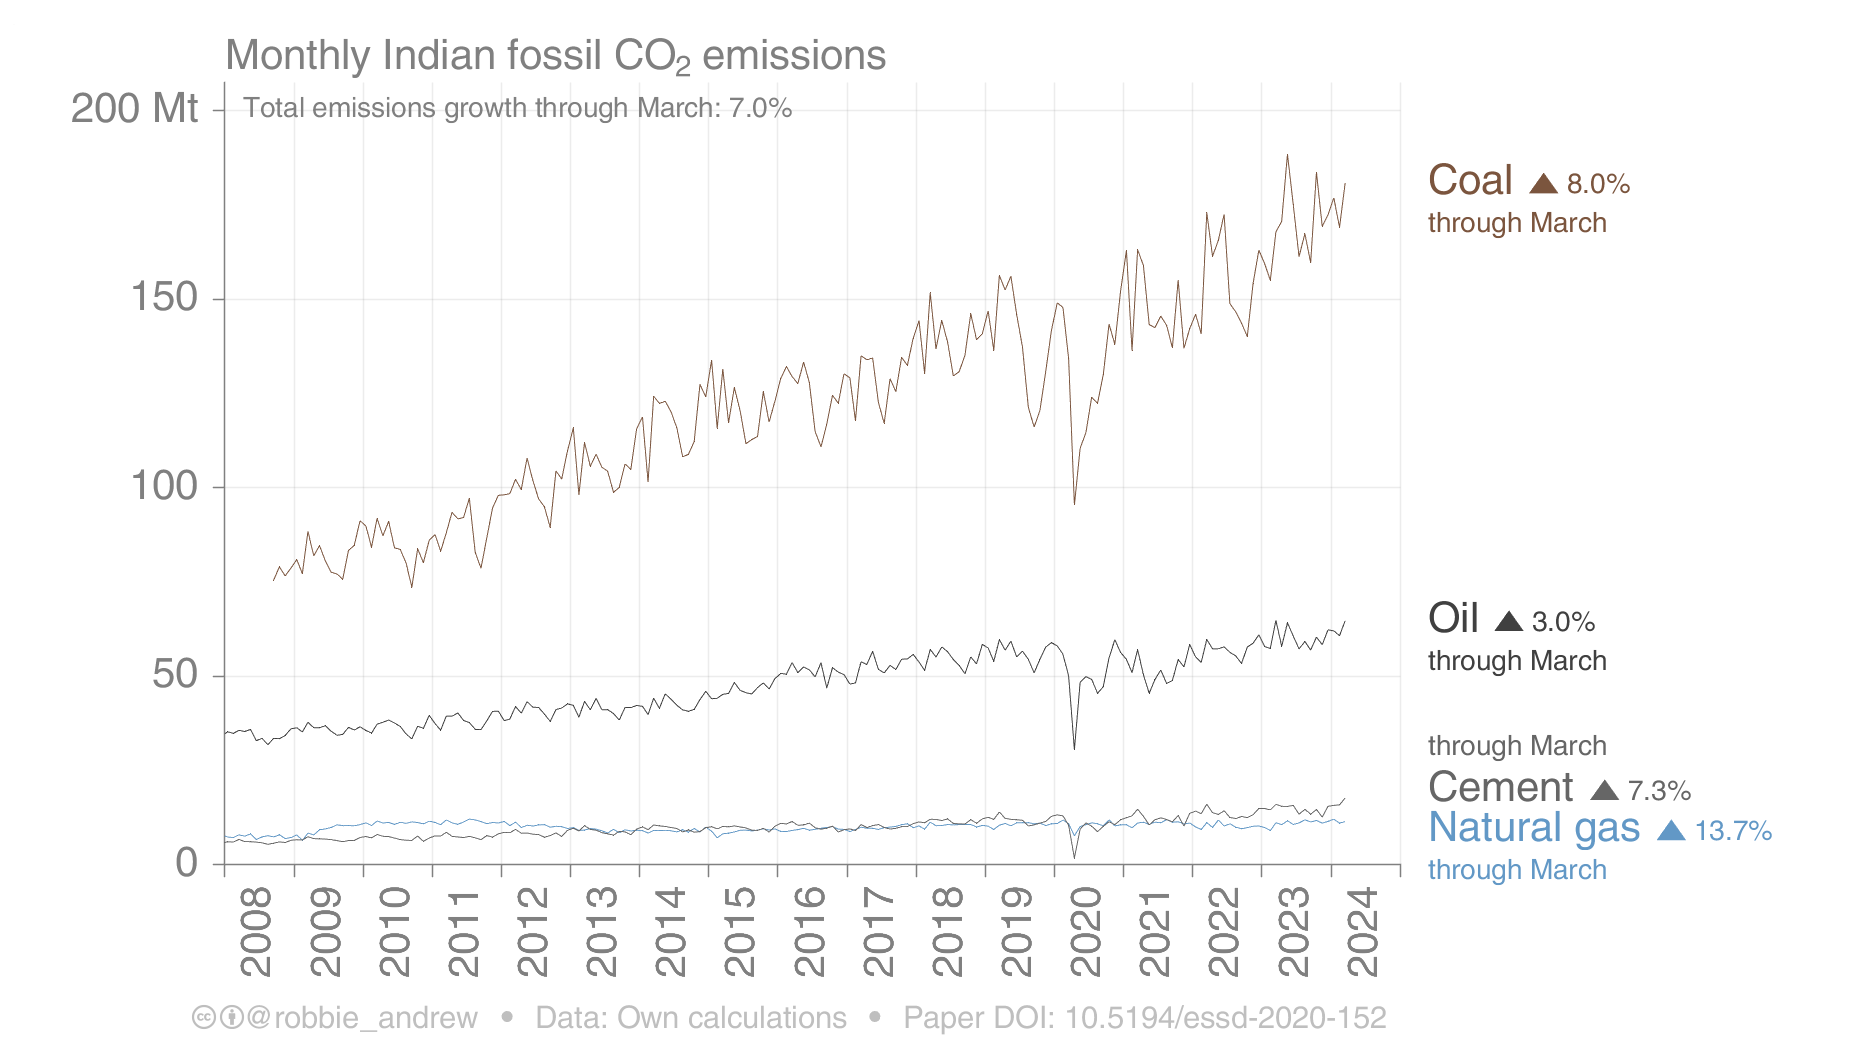 Monthly Indian fossil CO₂ emissions
Total emissions growth through March: 7.0%
200 Mt
150
100
50
0
Coal ▲ 8.0%
through March
Oil ▲ 3.0%
through March
through March
Cement ▲ 7.3%
Natural gas ▲ 13.7%
through March
2008
2009
2010
2011
2012
2013
2014
2015
2016
2017
2018
2019
2020
2021
2022
2023
2024
@robbie_andrew • Data: Own calculations • Paper DOI: 10.5194/essd-2020-152